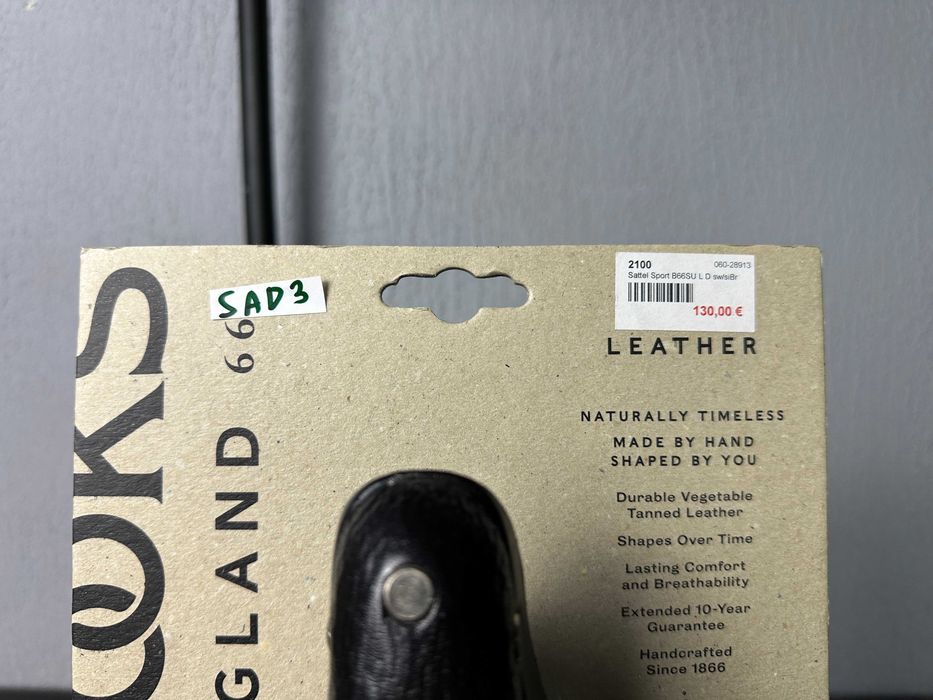 SAD3
OOKS
GLAND 66
2100 060-28913
Sattel Sport B66SU L D sw/siBr
130,00 €
LEATHER
NATURALLY TIMELESS
MADE BY HAND
SHAPED BY YOU
Durable Vegetable
Tanned Leather
Shapes Over Time
Lasting Comfort
and Breathability
Extended 10-Year
Guarantee
Handcrafted
Since 1866